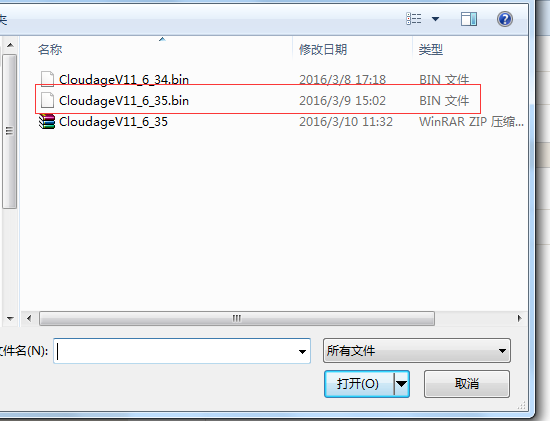 夹
名称 修改日期 类型
CloudageV11_6_34.bin 2016/3/8 17:18 BIN 文件
CloudageV11_6_35.bin 2016/3/9 15:02 BIN 文件
CloudageV11_6_35 2016/3/10 11:32 WinRAR ZIP 压缩...
文件名(N): 所有文件
打开(O) 取消